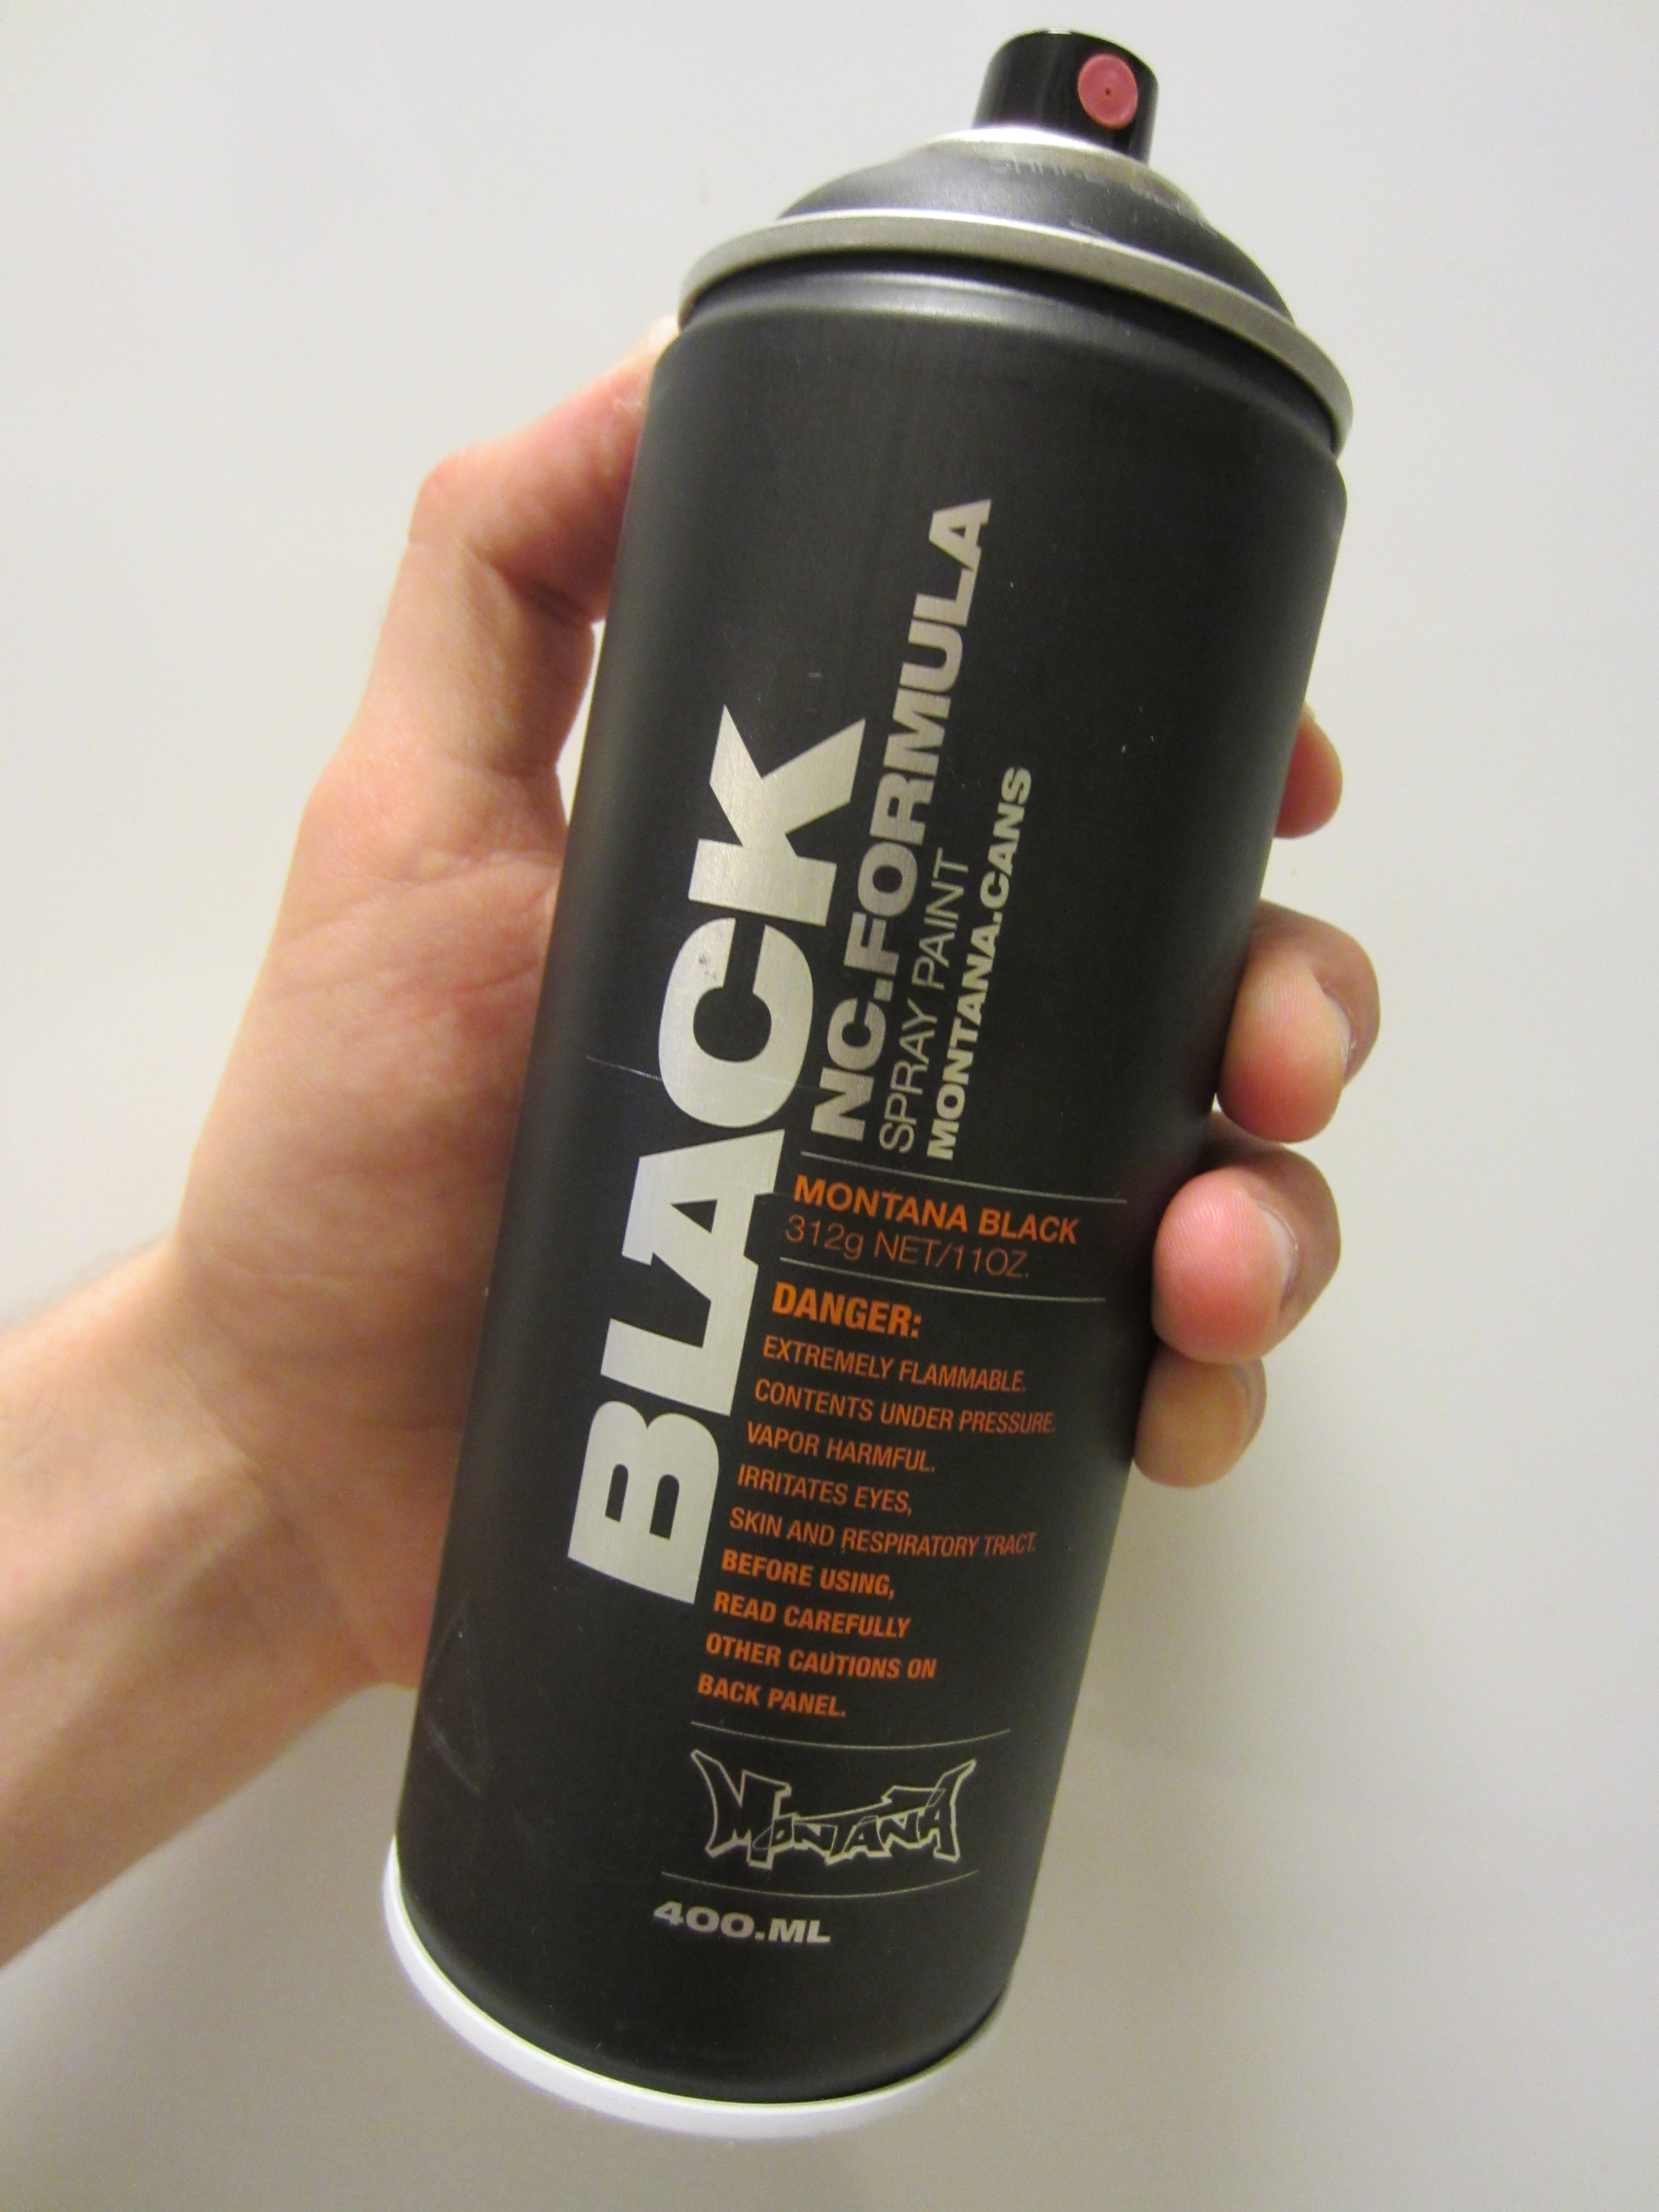 BLACK
NC.FORMULA
SPRAY PAINT
MONTANA.CANS
MONTANA BLACK
312g NET/11OZ.
DANGER:
EXTREMELY FLAMMABLE.
CONTENTS UNDER PRESSURE.
VAPOR HARMFUL.
IRRITATES EYES,
SKIN AND RESPIRATORY TRACT.
BEFORE USING,
READ CAREFULLY
OTHER CAUTIONS ON
BACK PANEL.
MONTANA
400.ML